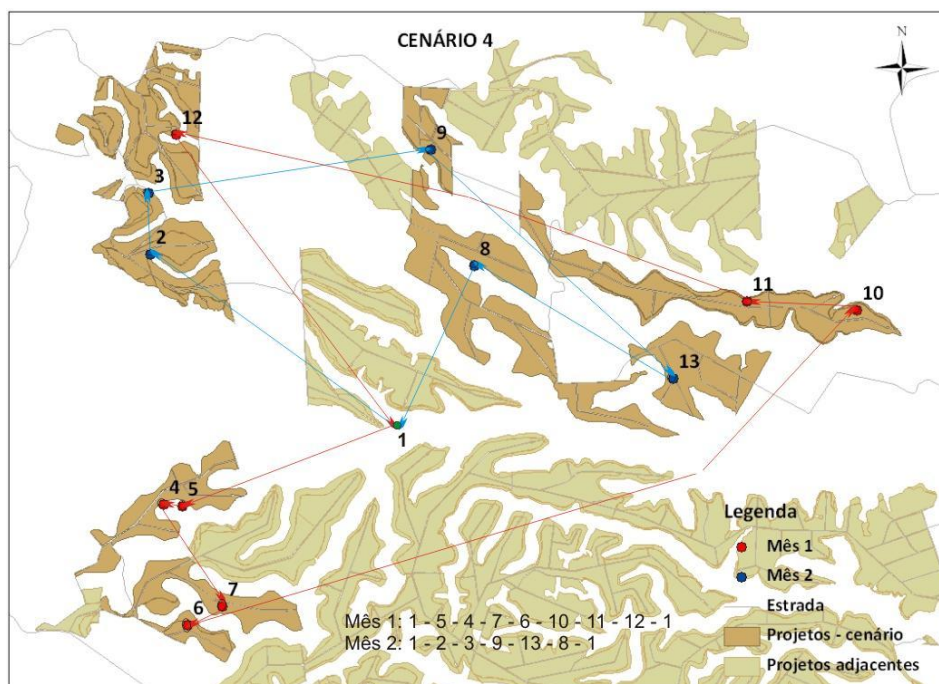 CENÁRIO 4
N
12
9
3
2
8
11
10
13
1
4
5
7
6
Legenda
Mês 1
Mês 2
Estrada
Projetos - cenário
Projetos adjacentes
Mês 1: 1 - 5 - 4 - 7 - 6 - 10 - 11 - 12 - 1
Mês 2: 1 - 2 - 3 - 9 - 13 - 8 - 1